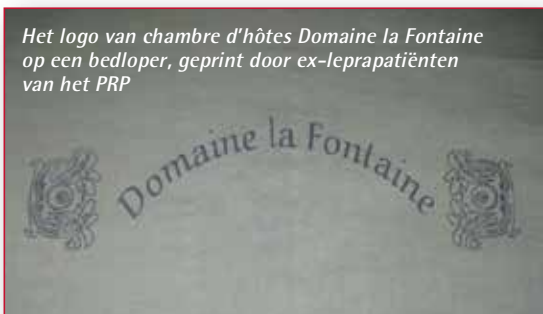 Het logo van chambre d'hôtes Domaine la Fontaine
op een bedloper, geprint door ex-leprapatiënten
van het PRP
Domaine la Fontaine